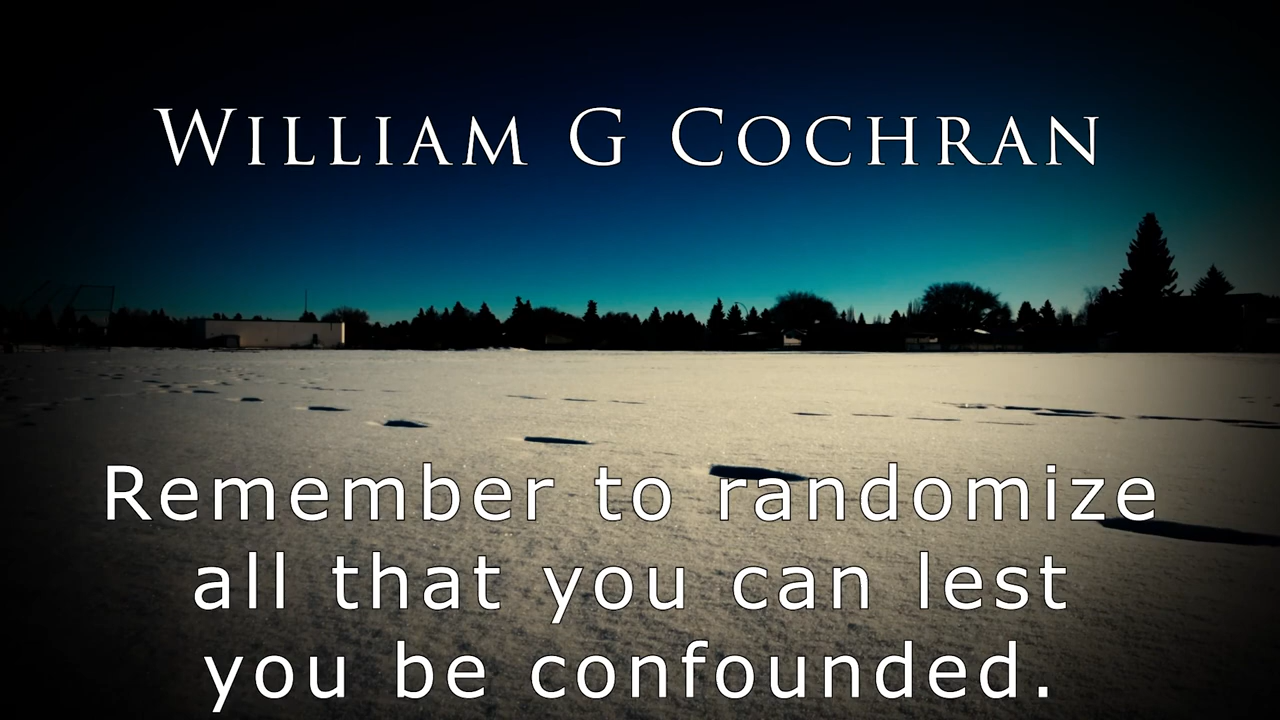 William G Cochran
Remember to randomize
all that you can lest
you be confounded.